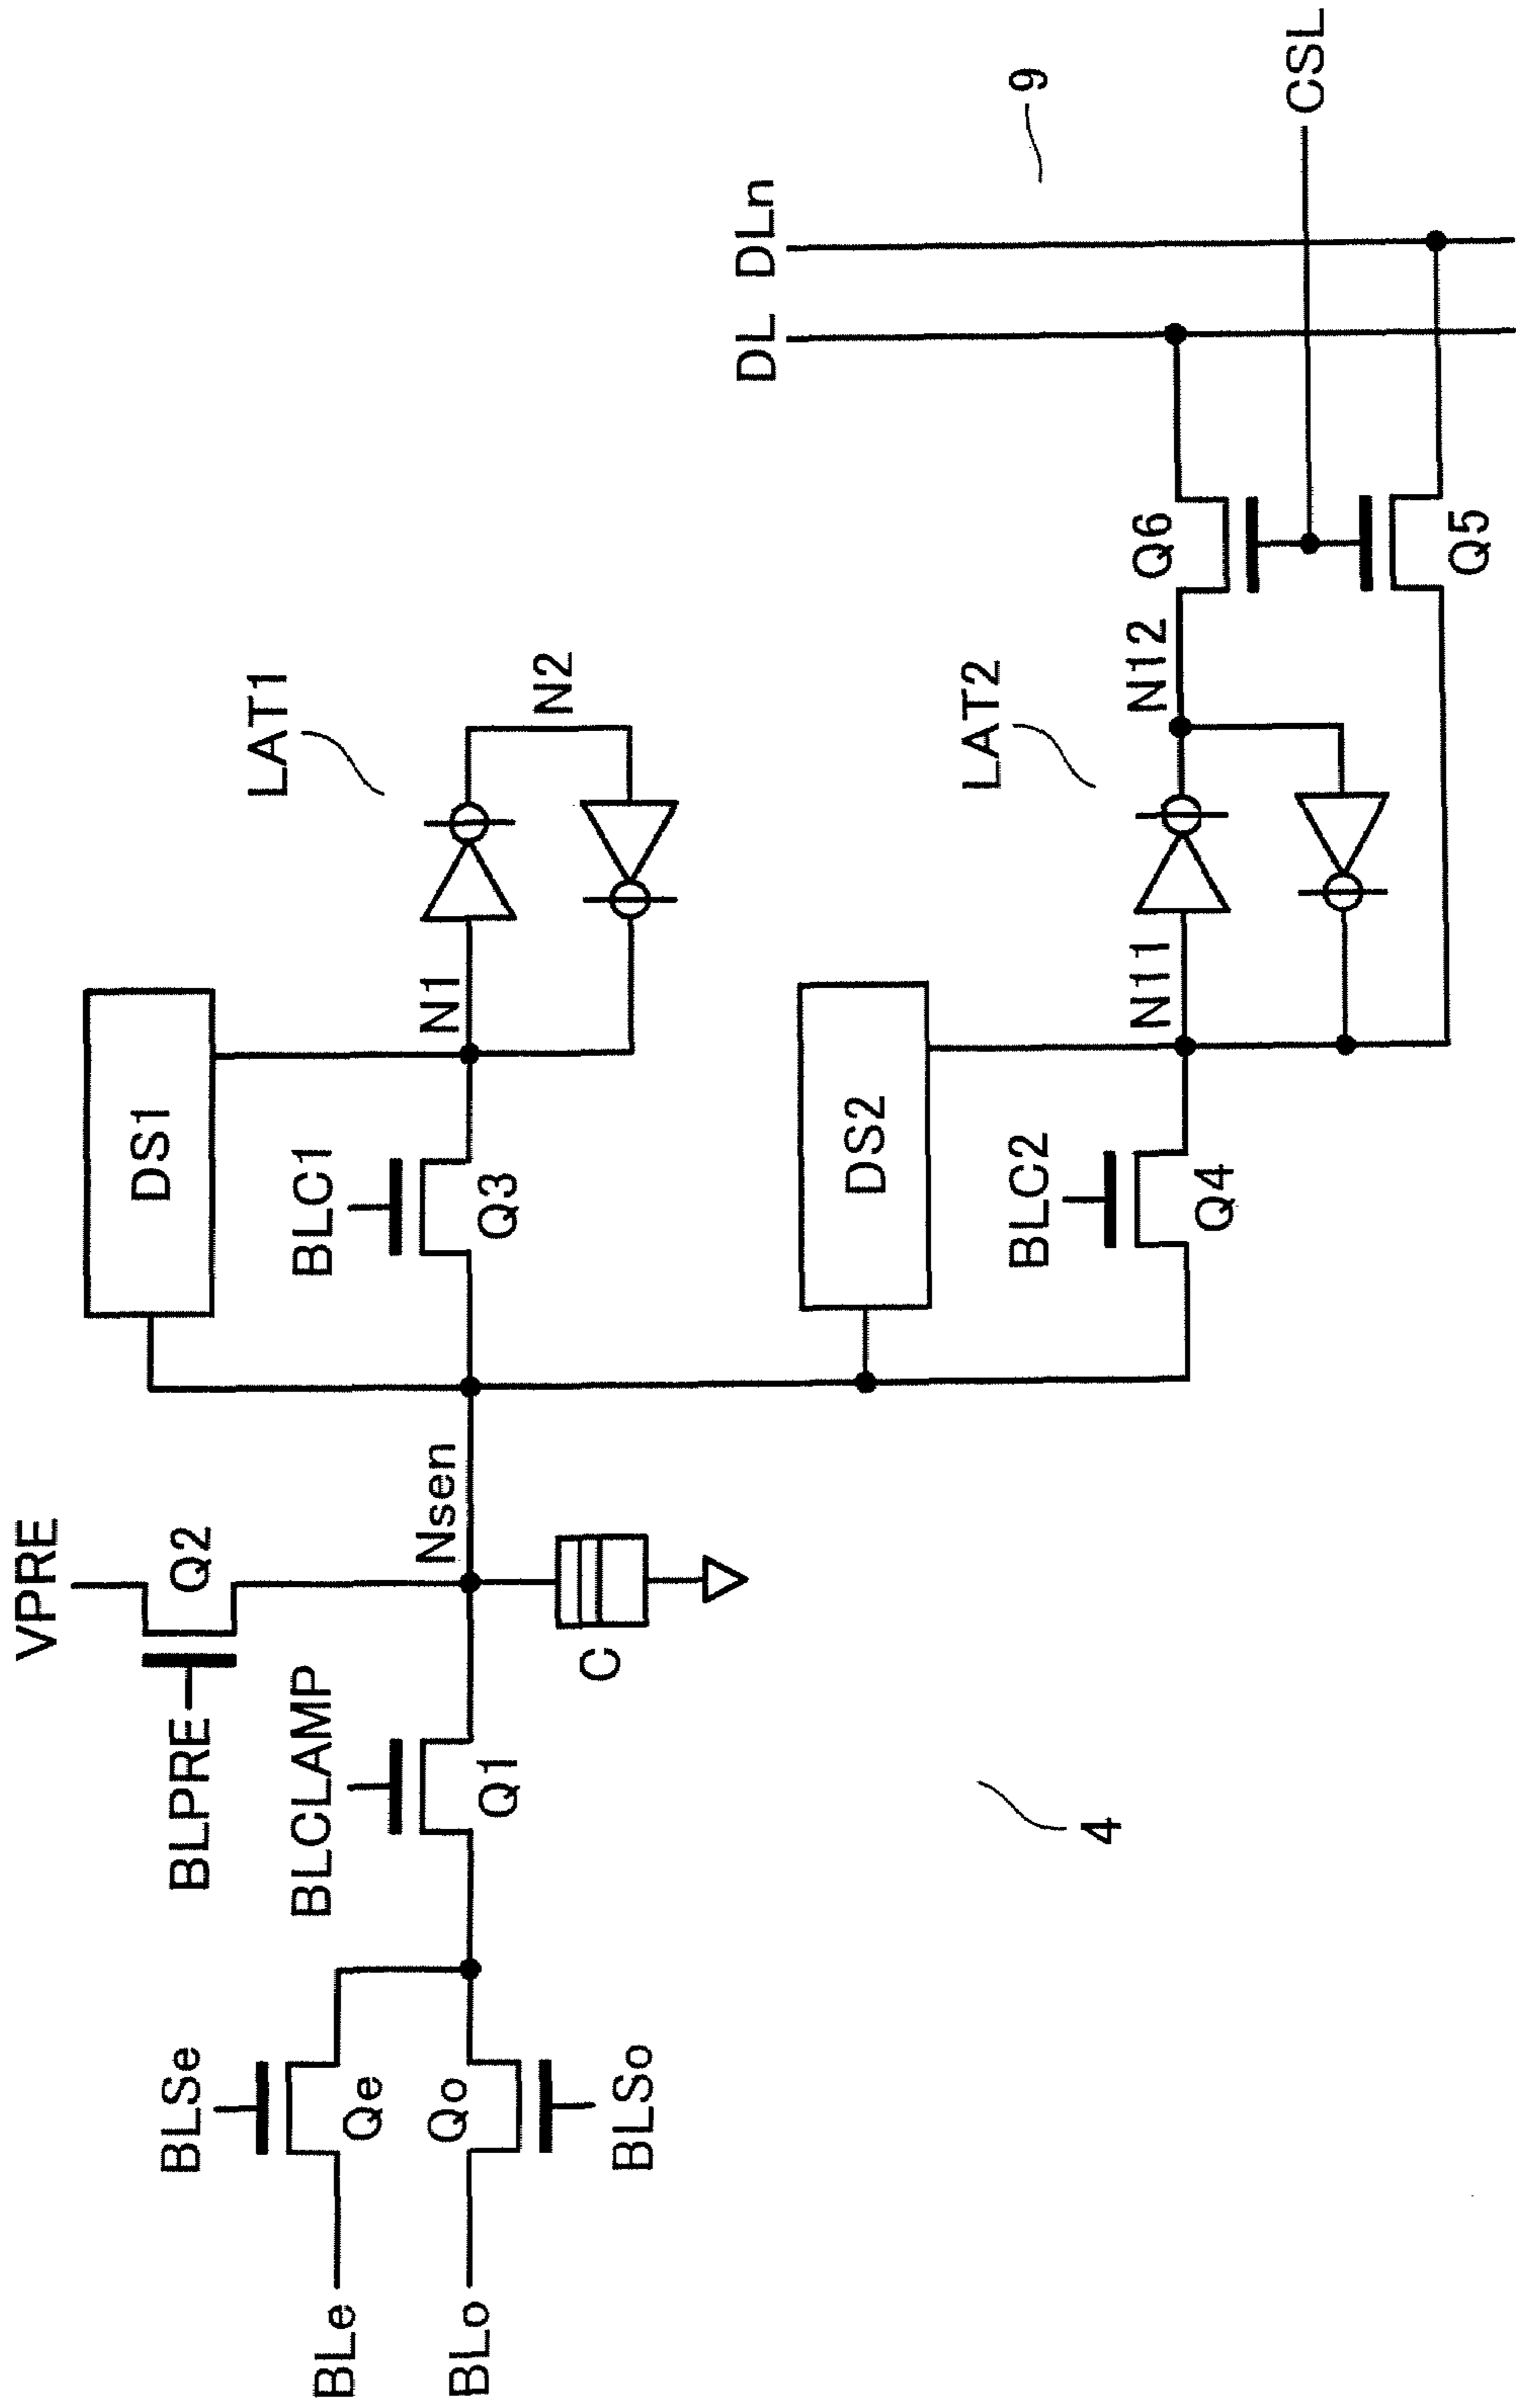 VPRE
BLPRE
Q2
BLSe
Qe
BLe
BLo
Qo
BLSo
BLCLAMP
Q1
Nsen
C
DS1
BLC1
Q3
N1
LAT1
N2
DS2
BLC2
Q4
N11
LAT2
N12
Q6
Q5
DL
DLn
9
CSL
4